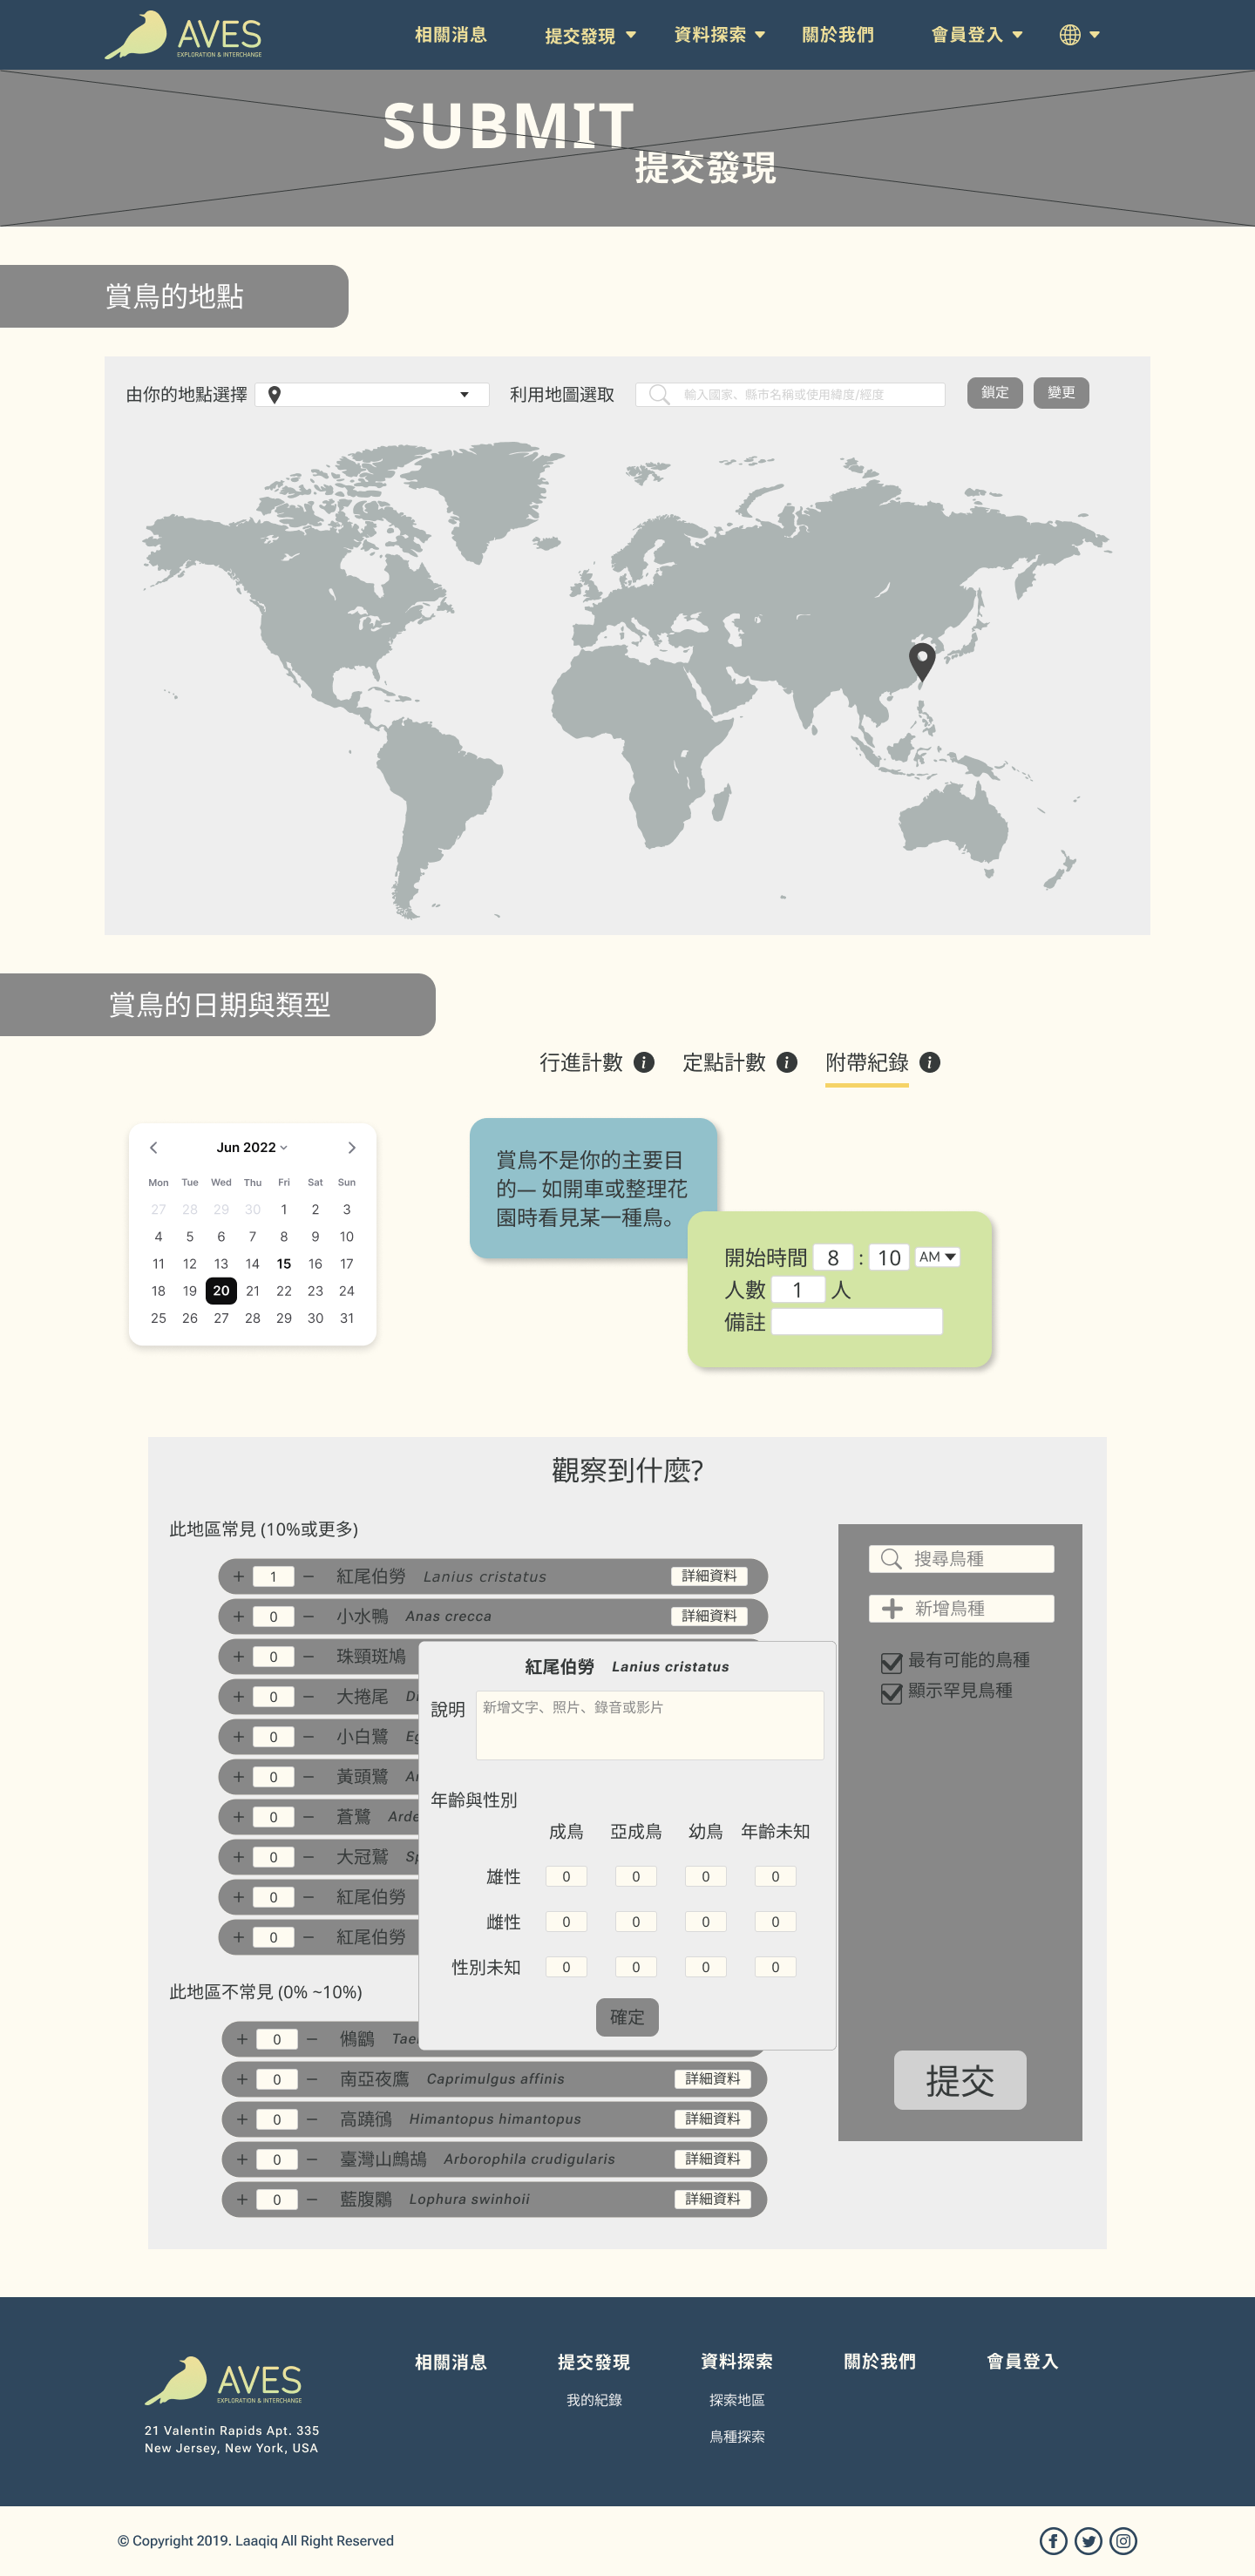 AVES
EXPLORATION & INTERCHANGE
相關消息 提交發現 資料探索 關於我們 會員登入
SUBMIT
提交發現
賞鳥的地點
由你的地點選擇 利用地圖選取 輸入國家、縣市名稱或使用緯度/經度 鎖定 變更
賞鳥的日期與類型
行進計數 i 定點計數 i 附帶紀錄 i
Jun 2022
Mon Tue Wed Thu Fri Sat Sun
27 28 29 30 1 2 3
4 5 6 7 8 9 10
11 12 13 14 15 16 17
18 19 20 21 22 23 24
25 26 27 28 29 30 31
賞鳥不是你的主要目
的— 如開車或整理花
園時看見某一種鳥。
開始時間 8 : 10 AM
人數 1 人
備註
觀察到什麼?
此地區常見 (10%或更多)
+ 1 − 紅尾伯勞 Lanius cristatus 詳細資料
+ 0 − 小水鴨 Anas crecca 詳細資料
+ 0 − 珠頸斑鳩
+ 0 − 大捲尾
+ 0 − 小白鷺
+ 0 − 黃頭鷺
+ 0 − 蒼鷺 Arde
+ 0 − 大冠鷲
+ 0 − 紅尾伯勞
+ 0 − 紅尾伯勞
紅尾伯勞 Lanius cristatus
說明 新增文字、照片、錄音或影片
年齡與性別
成鳥 亞成鳥 幼鳥 年齡未知
雄性 0 0 0 0
雌性 0 0 0 0
性別未知 0 0 0 0
確定
搜尋鳥種
新增鳥種
最有可能的鳥種
顯示罕見鳥種
提交
此地區不常見 (0% ~10%)
+ 0 − 鵂鶹 Tae
+ 0 − 南亞夜鷹 Caprimulgus affinis 詳細資料
+ 0 − 高蹺鴴 Himantopus himantopus 詳細資料
+ 0 − 臺灣山鷓鴣 Arborophila crudigularis 詳細資料
+ 0 − 藍腹鷴 Lophura swinhoii 詳細資料
AVES
EXPLORATION & INTERCHANGE
21 Valentin Rapids Apt. 335
New Jersey, New York, USA
相關消息 提交發現 資料探索 關於我們 會員登入
我的紀錄 探索地區
鳥種探索
© Copyright 2019. Laaqiq All Right Reserved